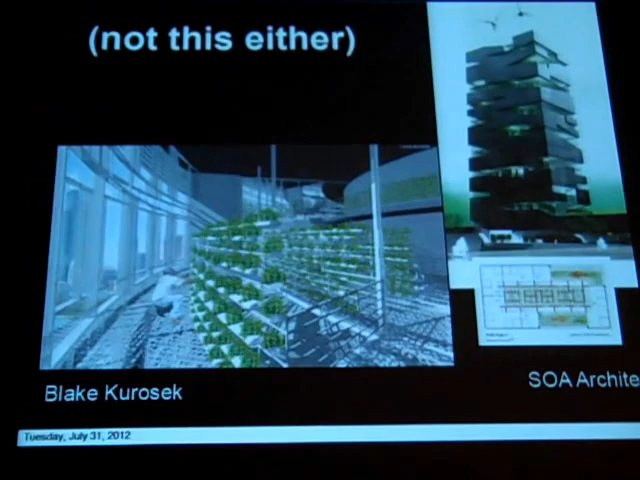 (not this either)
Blake Kurosek
SOA Archite
Tuesday, July 31, 2012